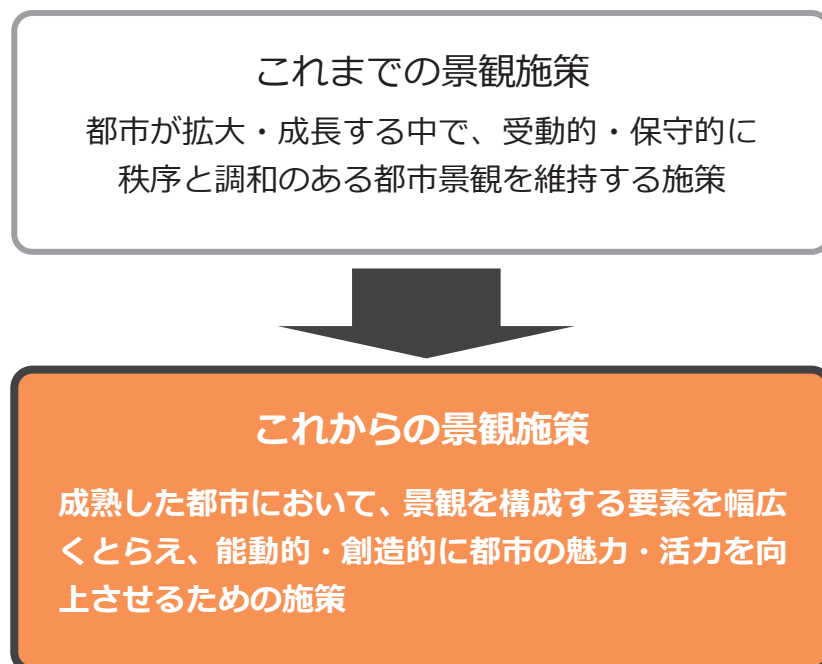 これまでの景観施策
都市が拡大・成長する中で、受動的・保守的に
秩序と調和のある都市景観を維持する施策
これからの景観施策
成熟した都市において、景観を構成する要素を幅広
くとらえ、能動的・創造的に都市の魅力・活力を向
上させるための施策